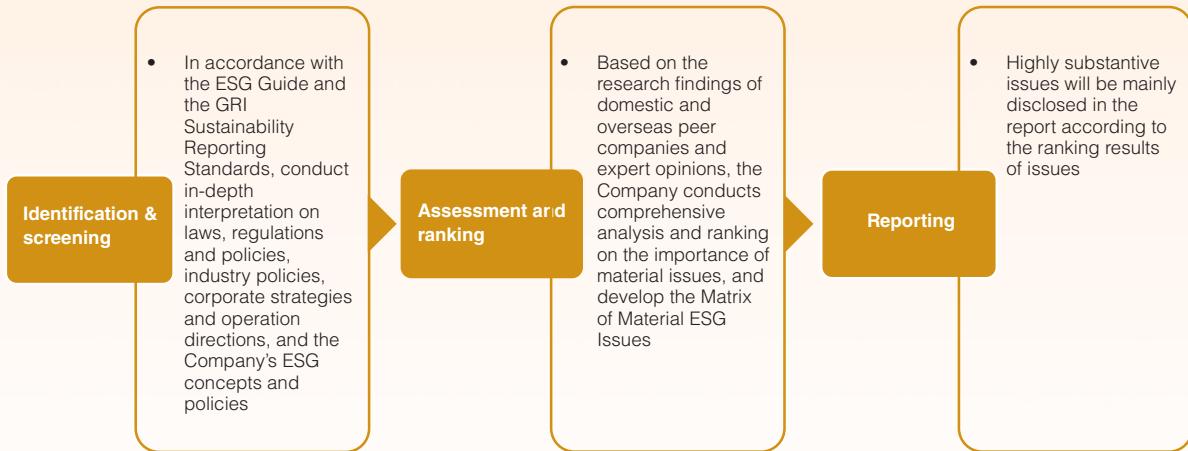 Identification &
screening
• In accordance with
the ESG Guide and
the GRI
Sustainability
Reporting
Standards, conduct
in-depth
interpretation on
laws, regulations
and policies,
industry policies,
corporate strategies
and operation
directions, and the
Company's ESG
concepts and
policies
Assessment and
ranking
• Based on the
research findings of
domestic and
overseas peer
companies and
expert opinions, the
Company conducts
comprehensive
analysis and ranking
on the importance of
material issues, and
develop the Matrix
of Material ESG
Issues
Reporting
• Highly substantive
issues will be mainly
disclosed in the
report according to
the ranking results
of issues